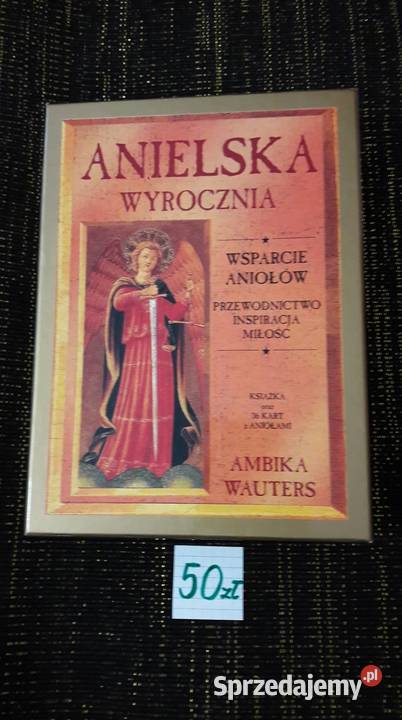 ANIELSKA
WYROCZNIA
WSPARCIE
ANIOŁÓW
PRZEWODNICTWO
INSPIRACJA
MIŁOŚĆ
KSIĄŻKA
oraz
36 KART
z ANIOŁAMI
AMBIKA
WAUTERS
50zł
Sprzedajemy.pl